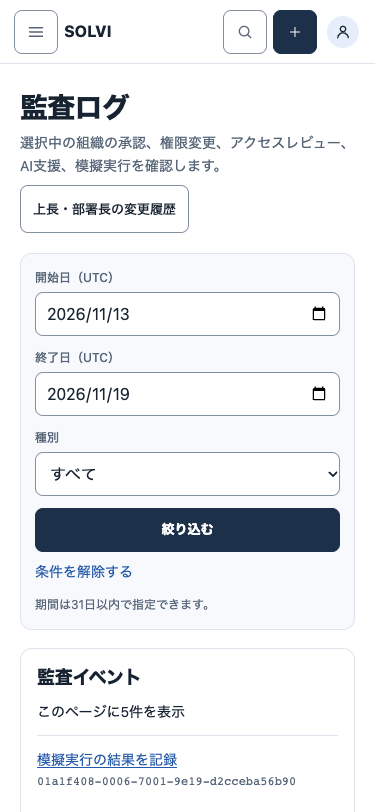 SOLVI
監査ログ
選択中の組織の承認、権限変更、アクセスレビュー、
AI支援、模擬実行を確認します。
上長・部署長の変更履歴
開始日（UTC）
2026/11/13
終了日（UTC）
2026/11/19
種別
すべて
絞り込む
条件を解除する
期間は31日以内で指定できます。
監査イベント
このページに5件を表示
模擬実行の結果を記録
01a1f408-0006-7001-9e19-d2cceba56b90